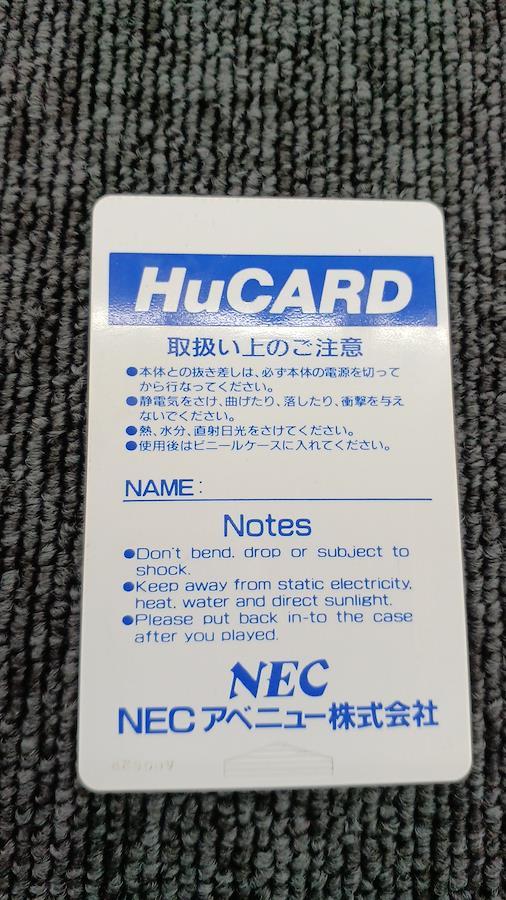 HuCARD
取扱い上のご注意
●本体との抜き差しは、必ず本体の電源を切って
から行なってください。
●静電気をさけ、曲げたり、落したり、衝撃を与え
ないでください。
●熱、水分、直射日光をさけてください。
●使用後はビニールケースに入れてください。
NAME:
Notes
●Don't bend, drop or subject to
shock.
●Keep away from static electricity,
heat, water and direct sunlight.
●Please put back in-to the case
after you played.
NEC
NECアベニュー株式会社